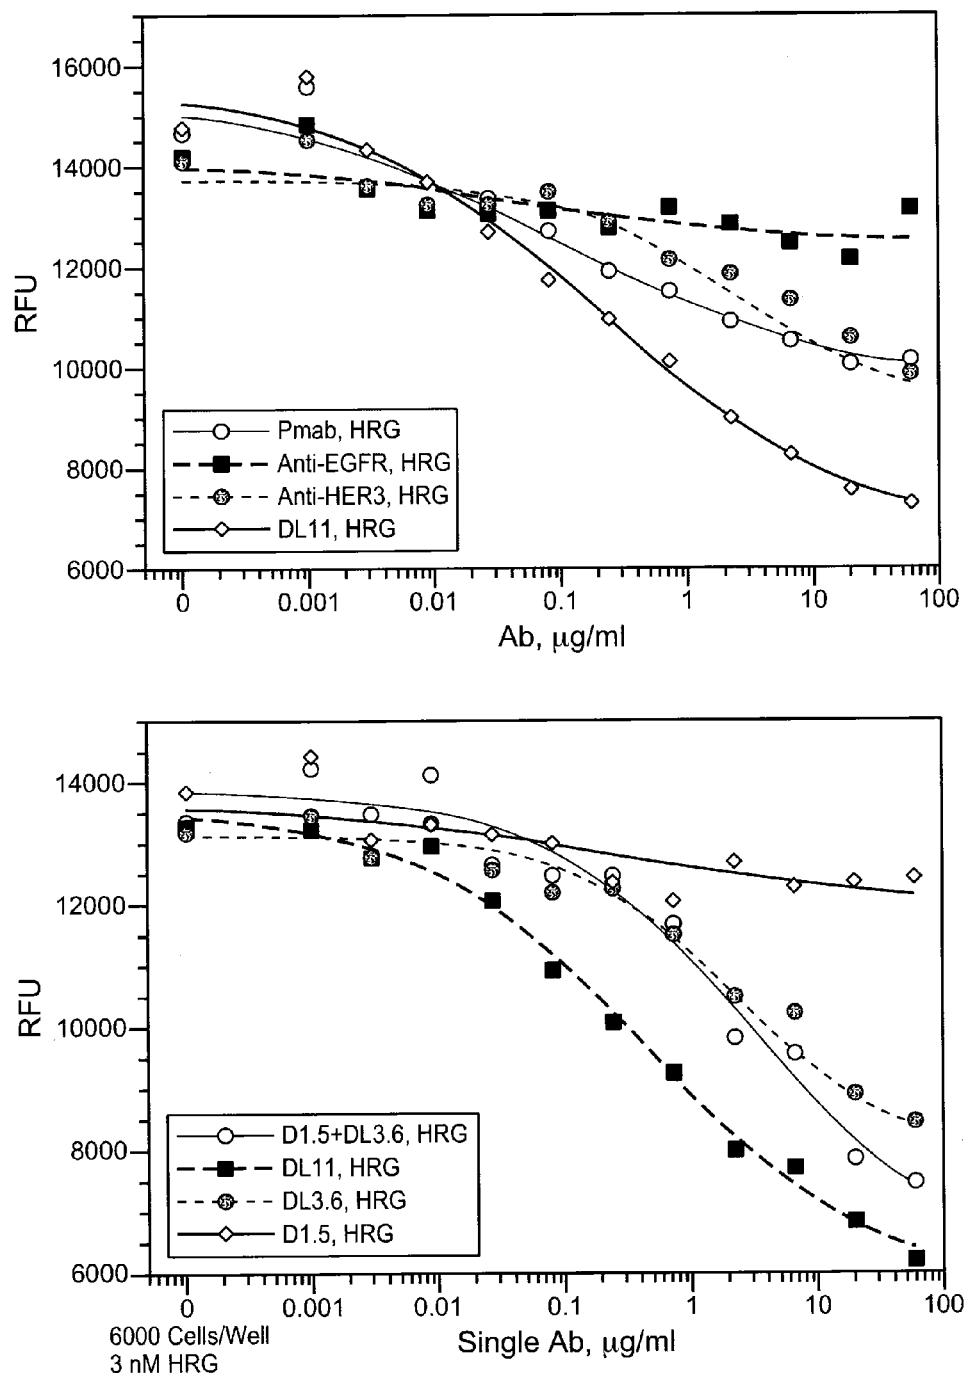 16000
14000
12000
10000
8000
6000
RFU
Pmab, HRG
Anti-EGFR, HRG
Anti-HER3, HRG
DL11, HRG
0 0.001 0.01 0.1 1 10 100
Ab, μg/ml
14000
12000
10000
8000
6000
RFU
D1.5+DL3.6, HRG
DL11, HRG
DL3.6, HRG
D1.5, HRG
0 0.001 0.01 0.1 1 10 100
6000 Cells/Well
3 nM HRG
Single Ab, μg/ml